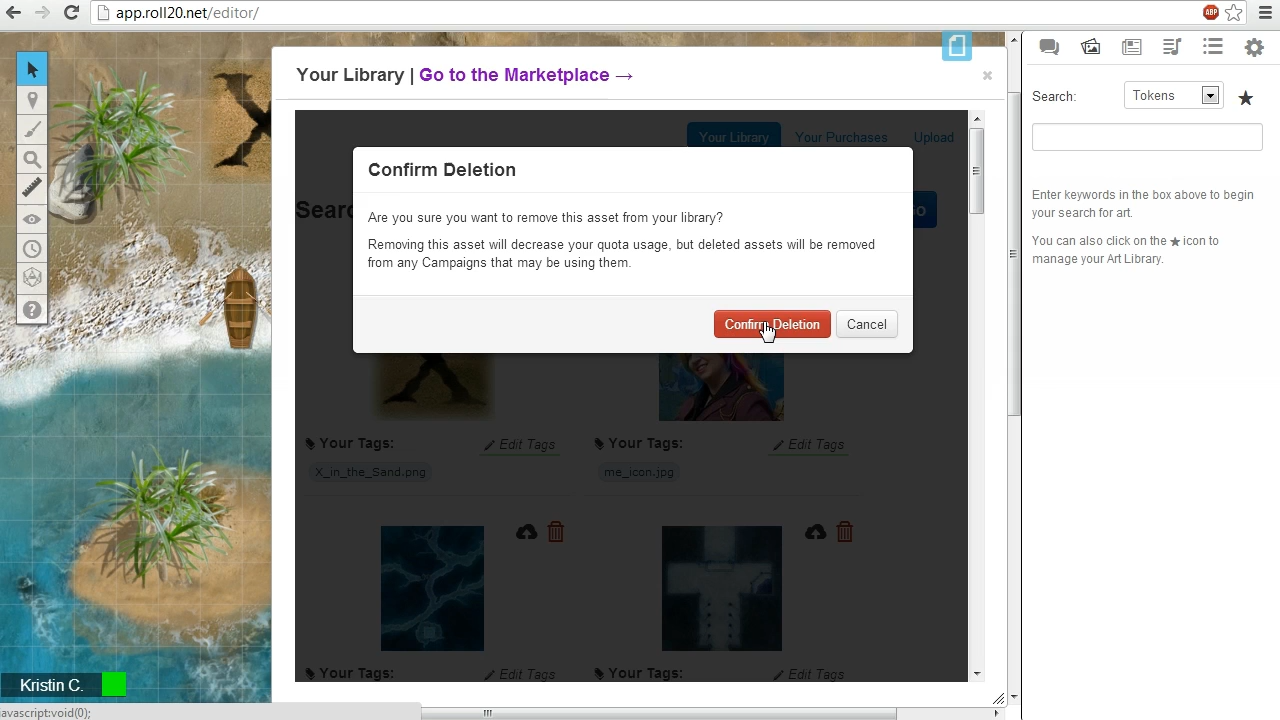 app.roll20.net/editor/
ABP
Your Library | Go to the Marketplace →
Your Library
Your Purchases
Upload
Confirm Deletion
Are you sure you want to remove this asset from your library?
Removing this asset will decrease your quota usage, but deleted assets will be removed
from any Campaigns that may be using them.
Confirm Deletion
Cancel
Your Tags:
Edit Tags
Your Tags:
Edit Tags
X_in_the_Sand.png
me_icon.jpg
Your Tags:
Edit Tags
Your Tags:
Edit Tags
Search:
Tokens
Enter keywords in the box above to begin
your search for art.
You can also click on the ★ icon to
manage your Art Library.
Kristin C.
javascript:void(0);